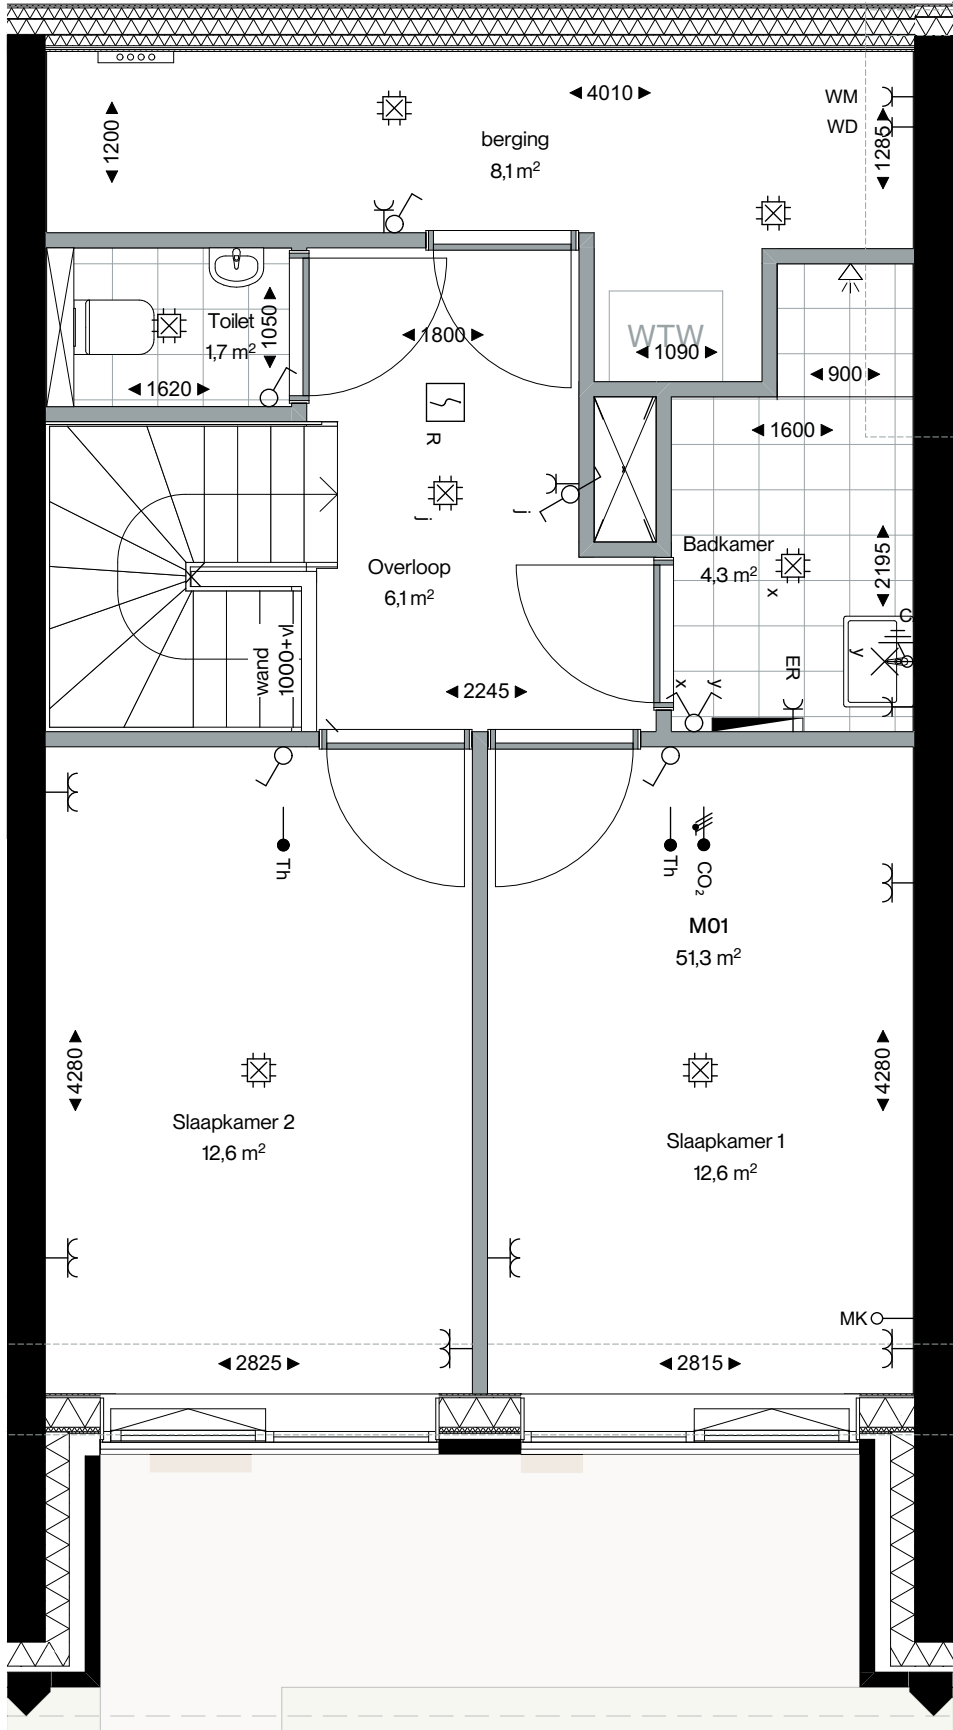 4010
WM
WD
1200
1285
berging
8,1 m²
WTW
Toilet
1,7 m²
1050
1800
1090
900
1620
1600
R
j
j
Badkamer
4,3 m²
2195
x
Overloop
6,1 m²
C
y
wand
1000+vl
ER
x
y
2245
Th
Th
CO₂
M01
51,3 m²
4280
4280
Slaapkamer 2
12,6 m²
Slaapkamer 1
12,6 m²
MK
2825
2815